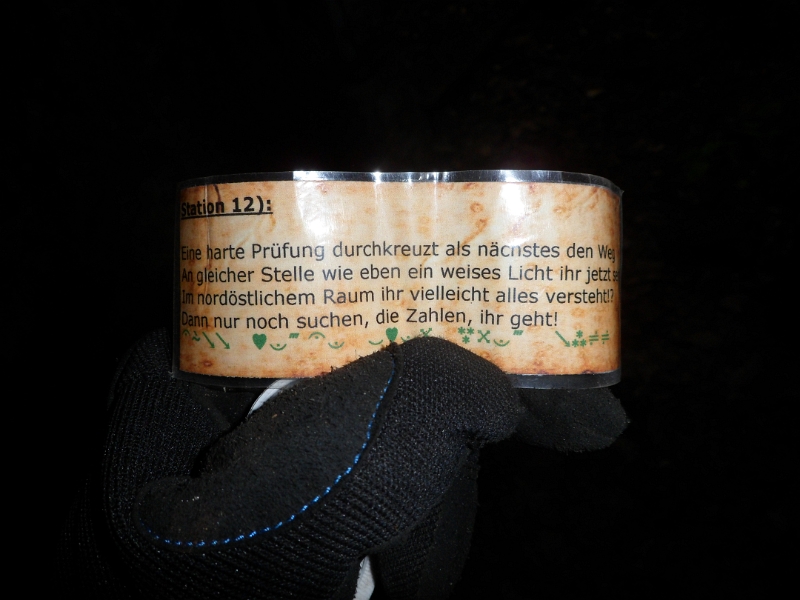 Station 12):
Eine harte Prüfung durchkreuzt als nächstes den Weg
An gleicher Stelle wie eben ein weises Licht ihr jetzt
Im nordöstlichem Raum ihr vielleicht alles versteht!?
Dann nur noch suchen, die Zahlen, ihr geht!